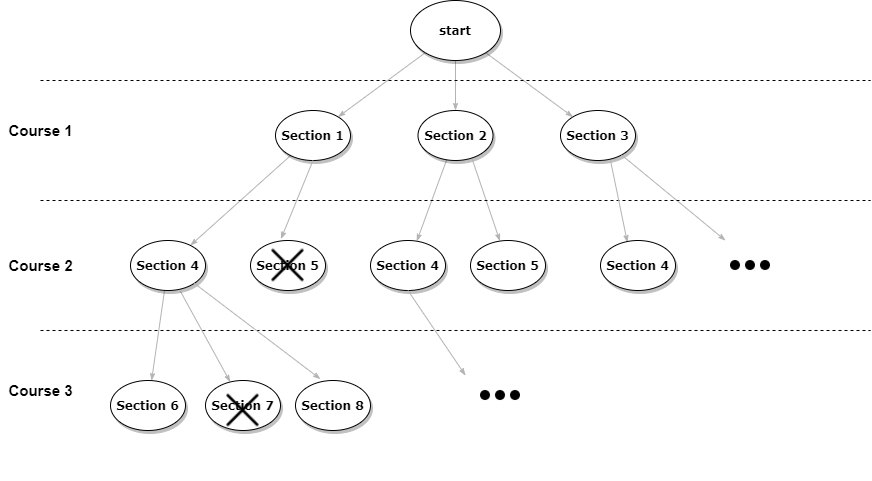 start
Course 1
Section 1
Section 2
Section 3
Course 2
Section 4
Section 5
Section 4
Section 5
Section 4
Course 3
Section 6
Section 7
Section 8